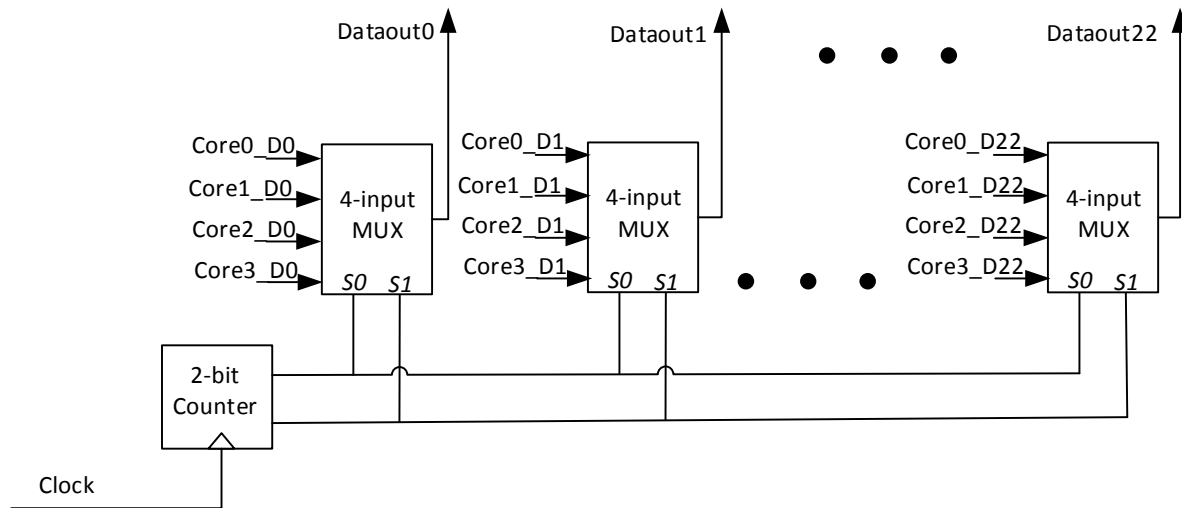 Dataout0
Dataout1
Dataout22
Core0_D0
Core1_D0
Core2_D0
Core3_D0
4-input
MUX
S0 S1
Core0_D1
Core1_D1
Core2_D1
Core3_D1
4-input
MUX
S0 S1
Core0_D22
Core1_D22
Core2_D22
Core3_D22
4-input
MUX
S0 S1
2-bit
Counter
Clock